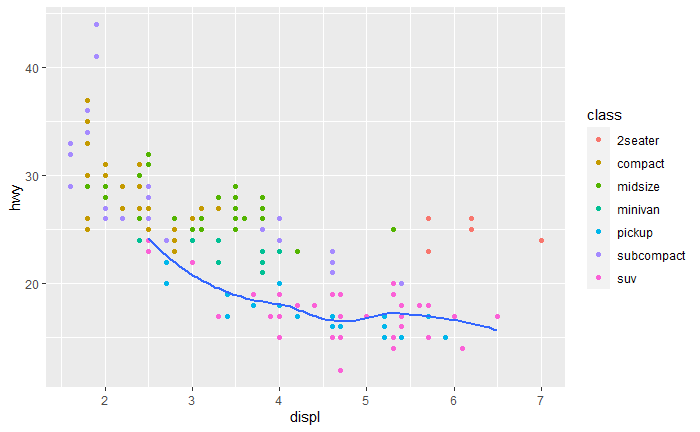 40
30
20
hwy
2 3 4 5 6 7
displ
class
2seater
compact
midsize
minivan
pickup
subcompact
suv